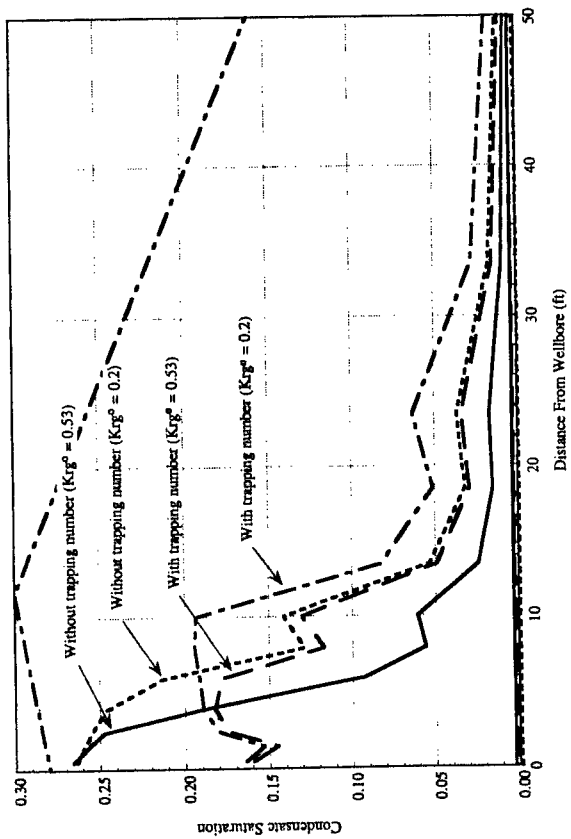 Condensate Saturation
0.30
0.25
0.20
0.15
0.10
0.05
0.00
Without trapping number (Krg° = 0.53)
Without trapping number (Krg° = 0.2)
With trapping number (Krg° = 0.53)
With trapping number (Krg° = 0.2)
0
10
20
30
40
50
Distance From Wellbore (ft)